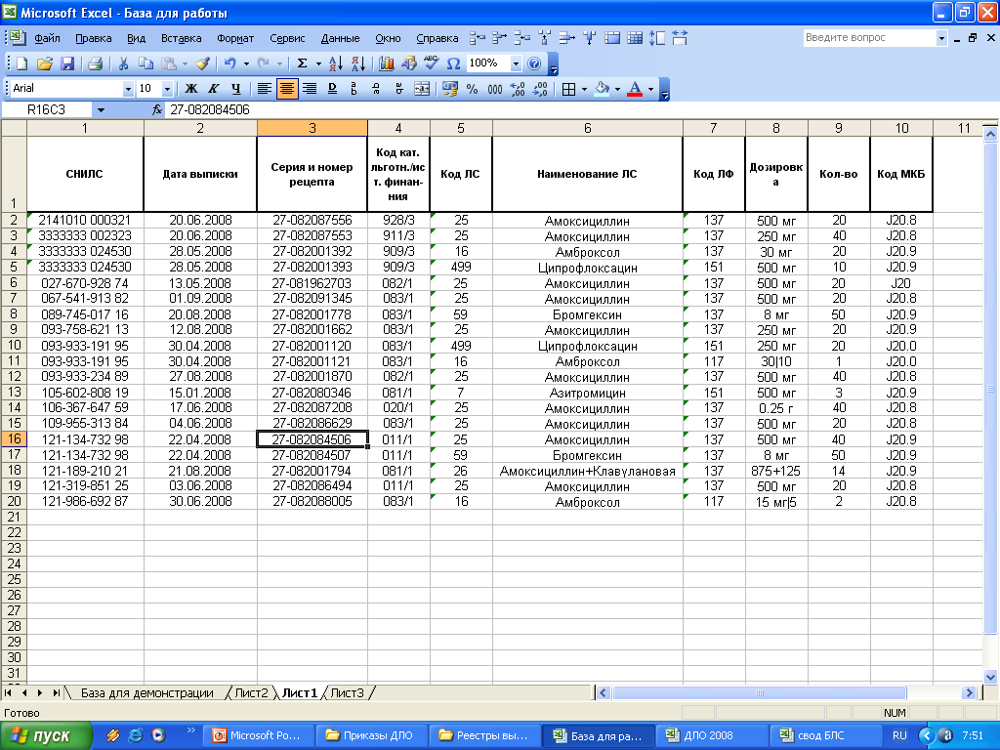 Microsoft Excel - База для работы
Файл Правка Вид Вставка Формат Сервис Данные Окно Справка Введите вопрос
100%
Arial 10 Ж К Ч
R16C3 fx 27-082084506
1 2 3 4 5 6 7 8 9 10 11
1 СНИЛС Дата выписки Серия и номер рецепта Код кат. льготн./ист. финан-ния Код ЛС Наименование ЛС Код ЛФ Дозировка Кол-во Код МКБ
2 2141010 000321 20.06.2008 27-082087556 928/3 25 Амоксициллин 137 500 мг 20 J20.8
3 3333333 002323 20.06.2008 27-082087553 911/3 25 Амоксициллин 137 250 мг 40 J20.8
4 3333333 024530 28.05.2008 27-082001392 909/3 16 Амброксол 137 30 мг 20 J20.9
5 3333333 024530 28.05.2008 27-082001393 909/3 499 Ципрофлоксацин 151 500 мг 10 J20.9
6 027-670-928 74 13.05.2008 27-081962703 082/1 25 Амоксициллин 137 500 мг 20 J20
7 067-541-913 82 01.09.2008 27-082091345 083/1 25 Амоксициллин 137 500 мг 20 J20.8
8 089-745-017 16 20.08.2008 27-082001778 083/1 59 Бромгексин 137 8 мг 50 J20.9
9 093-758-621 13 12.08.2008 27-082001662 083/1 25 Амоксициллин 137 250 мг 20 J20.9
10 093-933-191 95 30.04.2008 27-082001120 083/1 499 Ципрофлоксацин 151 250 мг 20 J20.0
11 093-933-191 95 30.04.2008 27-082001121 083/1 16 Амброксол 117 30|10 1 J20.0
12 093-933-234 89 27.08.2008 27-082001870 082/1 25 Амоксициллин 137 500 мг 40 J20.8
13 105-602-808 19 15.01.2008 27-082080346 081/1 7 Азитромицин 151 500 мг 3 J20.9
14 106-367-647 59 17.06.2008 27-082087208 020/1 25 Амоксициллин 137 0.25 г 40 J20.8
15 109-955-313 84 04.06.2008 27-082086629 083/1 25 Амоксициллин 137 500 мг 20 J20.8
16 121-134-732 98 22.04.2008 27-082084506 011/1 25 Амоксициллин 137 500 мг 40 J20.9
17 121-134-732 98 22.04.2008 27-082084507 011/1 59 Бромгексин 137 8 мг 50 J20.9
18 121-189-210 21 21.08.2008 27-082001794 081/1 26 Амоксициллин+Клавулановая 137 875+125 14 J20.9
19 121-319-851 25 03.06.2008 27-082086494 011/1 25 Амоксициллин 137 500 мг 20 J20.8
20 121-986-692 87 30.06.2008 27-082088005 083/1 16 Амброксол 117 15 мг|5 2 J20.8
21
22
23
24
25
26
27
28
29
30
31
База для демонстрации Лист2 Лист1 Лист3
Готово NUM
пуск Microsoft Po... Приказы ДЛО Реестры вы... База для ра... ДЛО 2008 свод БЛС RU 7:51